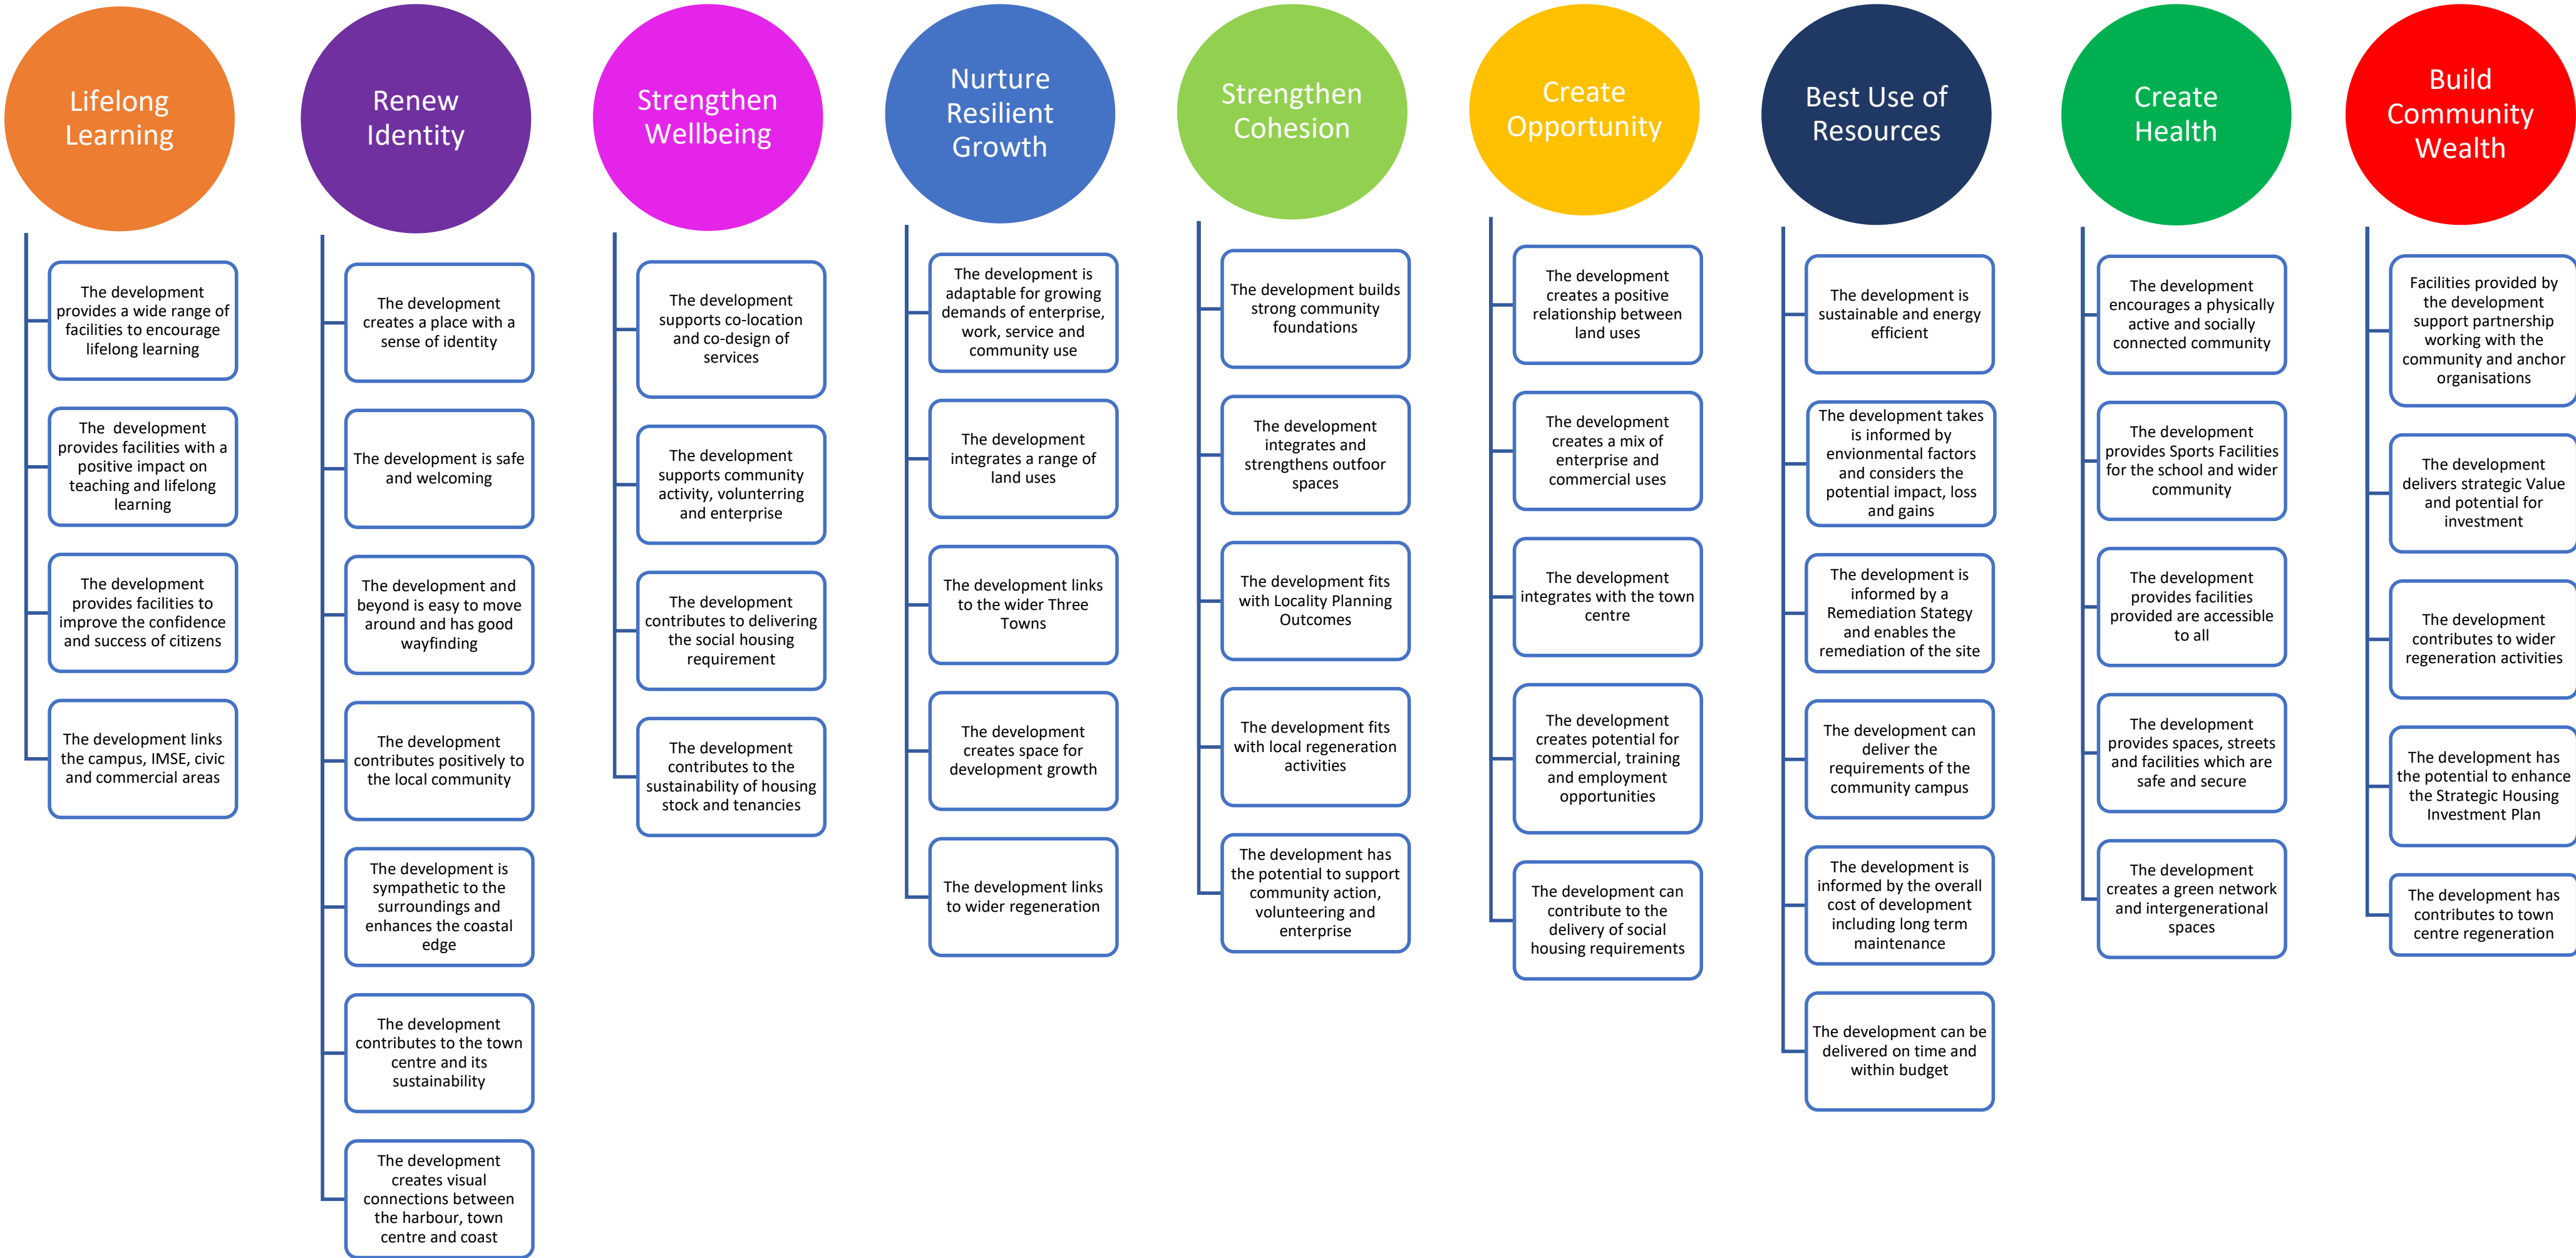 Lifelong
Learning
The development
provides a wide range of
facilities to encourage
lifelong learning
The  development
provides facilities with a
positive impact on
teaching and lifelong
learning
The development
provides facilities to
improve the confidence
and success of citizens
The development links
the campus, IMSE, civic
and commercial areas
Renew
Identity
The development
creates a place with a
sense of identity
The development is safe
and welcoming
The development and
beyond is easy to move
around and has good
wayfinding
The development
contributes positively to
the local community
The development is
sympathetic to the
surroundings and
enhances the coastal
edge
The development
contributes to the town
centre and its
sustainability
The development
creates visual
connections between
the harbour, town
centre and coast
Strengthen
Wellbeing
The development
supports co-location
and co-design of
services
The development
supports community
activity, volunterring
and enterprise
The development
contributes to delivering
the social housing
requirement
The development
contributes to the
sustainability of housing
stock and tenancies
Nurture
Resilient
Growth
The development is
adaptable for growing
demands of enterprise,
work, service and
community use
The development
integrates a range of
land uses
The development links
to the wider Three
Towns
The development
creates space for
development growth
The development links
to wider regeneration
Strengthen
Cohesion
The development builds
strong community
foundations
The development
integrates and
strengthens outfoor
spaces
The development fits
with Locality Planning
Outcomes
The development fits
with local regeneration
activities
The development has
the potential to support
community action,
volunteering and
enterprise
Create
Opportunity
The development
creates a positive
relationship between
land uses
The development
creates a mix of
enterprise and
commercial uses
The development
integrates with the town
centre
The development
creates potential for
commercial, training
and employment
opportunities
The development can
contribute to the
delivery of social
housing requirements
Best Use of
Resources
The development is
sustainable and energy
efficient
The development takes
is informed by
envionmental factors
and considers the
potential impact, loss
and gains
The development is
informed by a
Remediation Stategy
and enables the
remediation of the site
The development can
deliver the
requirements of the
community campus
The development is
informed by the overall
cost of development
including long term
maintenance
The development can be
delivered on time and
within budget
Create
Health
The development
encourages a physically
active and socially
connected community
The development
provides Sports Facilities
for the school and wider
community
The development
provides facilities
provided are accessible
to all
The development
provides spaces, streets
and facilities which are
safe and secure
The development
creates a green network
and intergenerational
spaces
Build
Community
Wealth
Facilities provided by
the development
support partnership
working with the
community and anchor
organisations
The development
delivers strategic Value
and potential for
investment
The development
contributes to wider
regeneration activities
The development has
the potential to enhance
the Strategic Housing
Investment Plan
The development has
contributes to town
centre regeneration